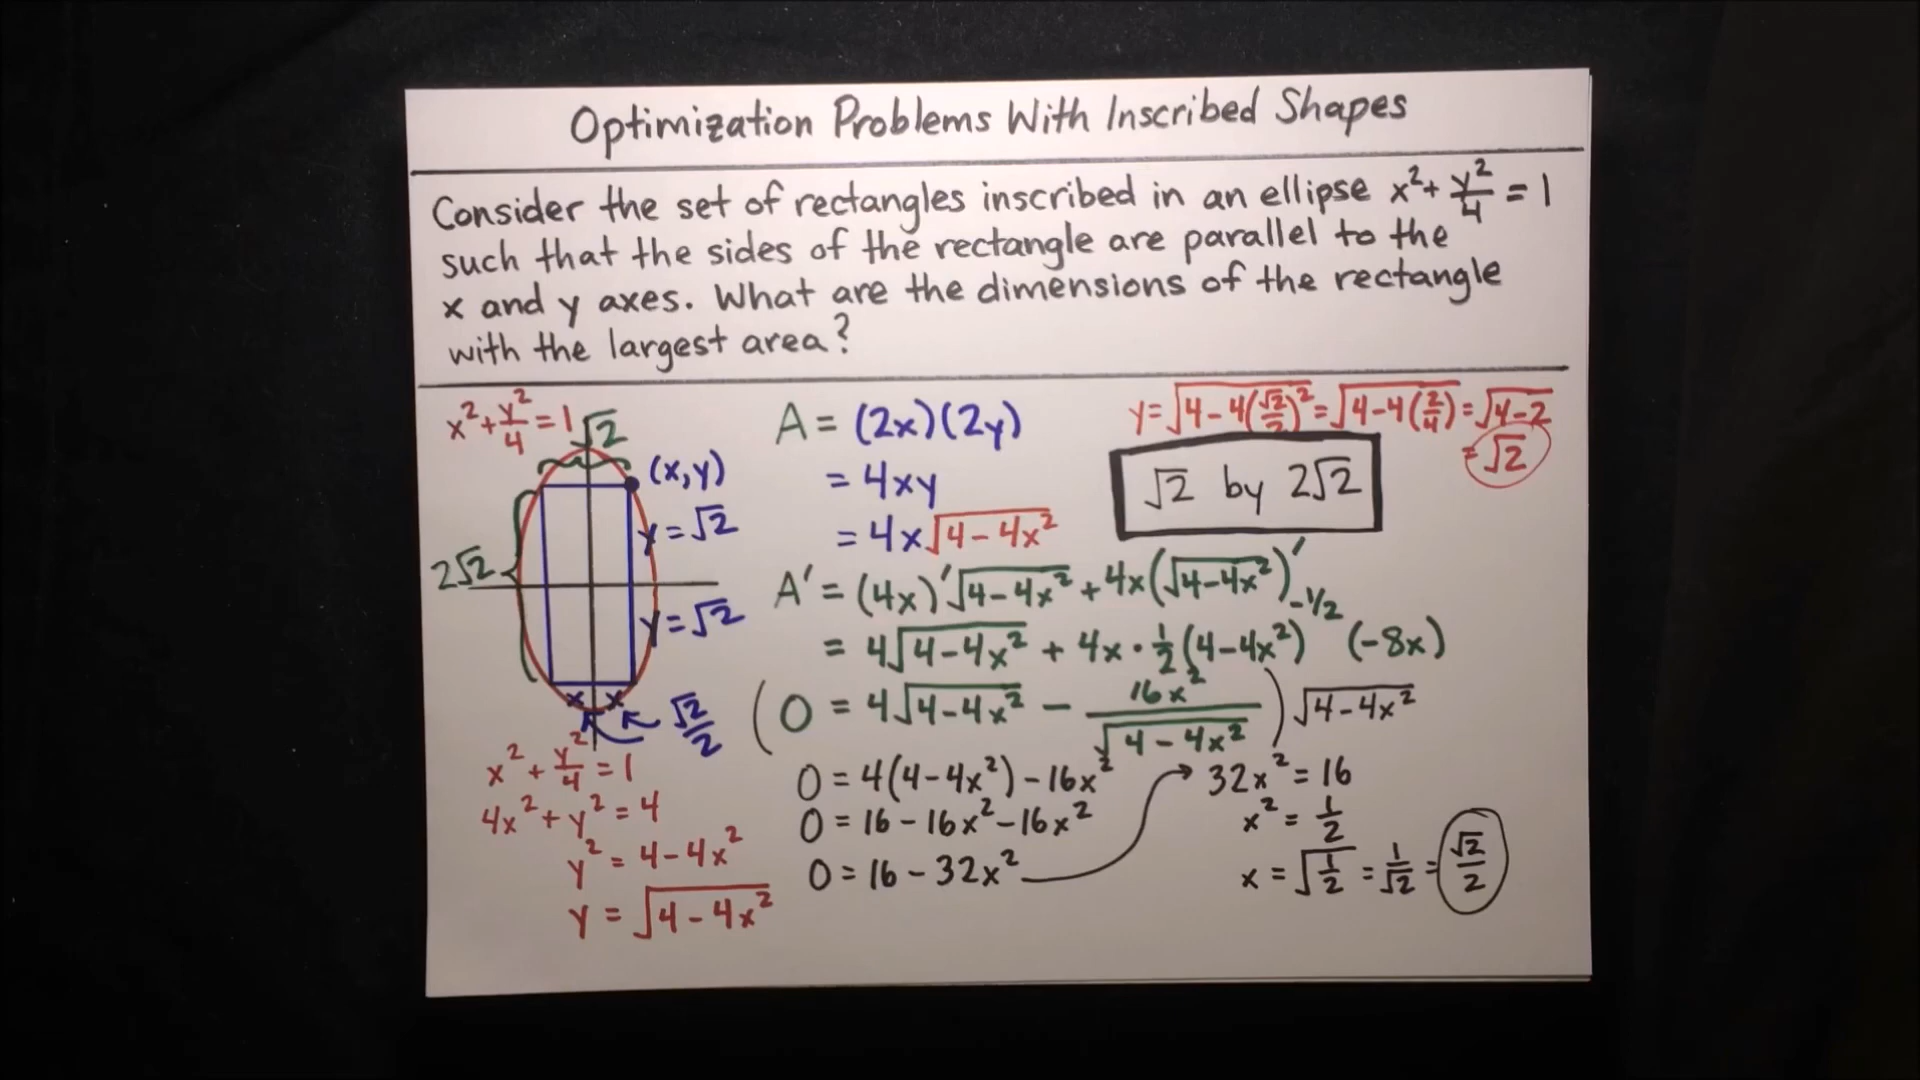 Optimization Problems With Inscribed Shapes
Consider the set of rectangles inscribed in an ellipse x² + y²/4 = 1
such that the sides of the rectangle are parallel to the
x and y axes. What are the dimensions of the rectangle
with the largest area?
x² + y²/4 = 1
√2
(x,y)
y = √2
2√2
y = √2
x x
√2/2
x² + y²/4 = 1
4x² + y² = 4
y² = 4 - 4x²
y = √(4 - 4x²)
A = (2x)(2y)
= 4xy
= 4x√(4 - 4x²)
A' = (4x)'√(4-4x²) + 4x(√(4-4x²))'
= 4√(4-4x²) + 4x · 1/2 (4-4x²)^(-1/2) (-8x)
(0 = 4√(4-4x²) - 16x²/√(4-4x²)) √(4-4x²)
0 = 4(4-4x²) - 16x²
0 = 16 - 16x² - 16x²
0 = 16 - 32x²
32x² = 16
x² = 1/2
x = √(1/2) = 1/√2 = √2/2
y = √(4-4(√2/2)²) = √(4-4(2/4)) = √(4-2)
= √2
√2 by 2√2